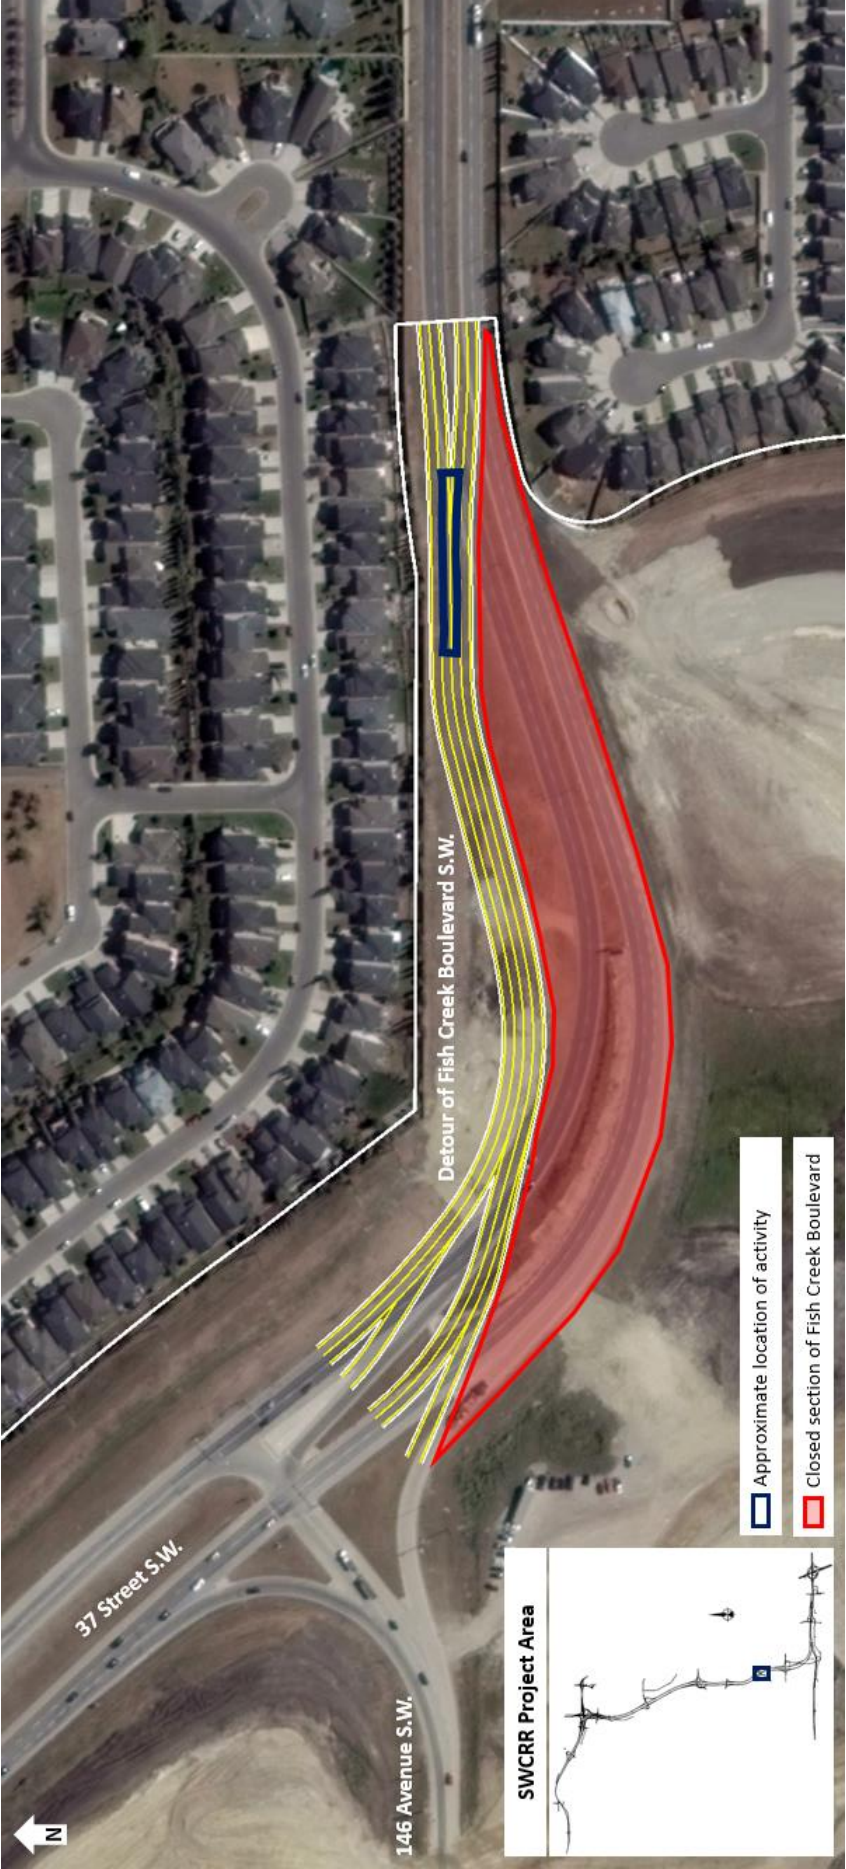 Detour of Fish Creek Boulevard S.W.
37 Street S.W.
146 Avenue S.W.
N
SWCRR Project Area
Approximate location of activity
Closed section of Fish Creek Boulevard